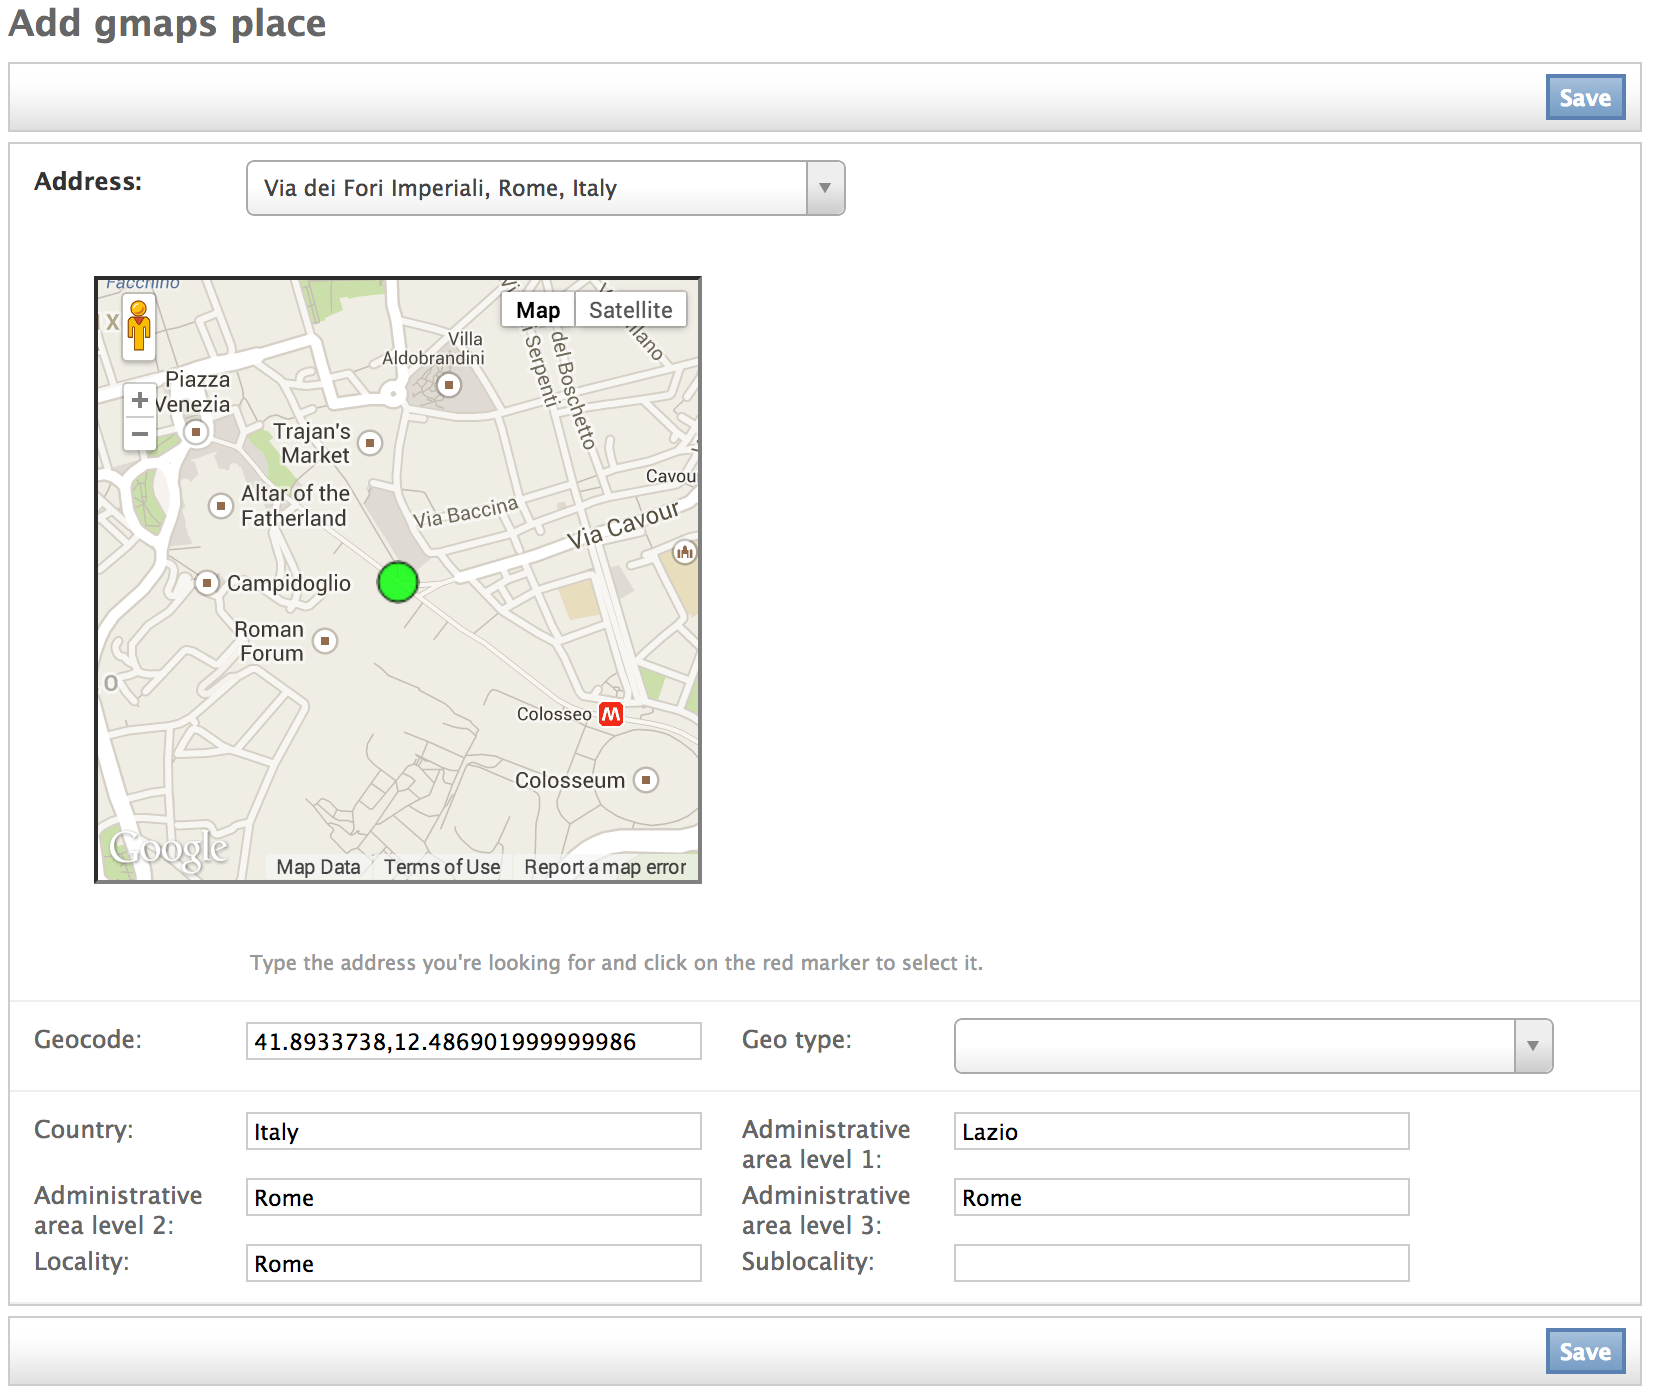 Add gmaps place
Save
Address:
Via dei Fori Imperiali, Rome, Italy
Facchino
X
Map
Satellite
Villa
Aldobrandini
i Serpenti
del Boschetto
ilano
Piazza
Venezia
+
−
Trajan's
Market
Cavou
Altar of the
Fatherland
Via Baccina
Via Cavour
Campidoglio
Roman
Forum
O
Colosseo M
Colosseum
Google
Map Data
Terms of Use
Report a map error
Type the address you're looking for and click on the red marker to select it.
Geocode:
41.8933738,12.486901999999986
Geo type:
Country:
Italy
Administrative
area level 1:
Lazio
Administrative
area level 2:
Rome
Administrative
area level 3:
Rome
Locality:
Rome
Sublocality:
Save